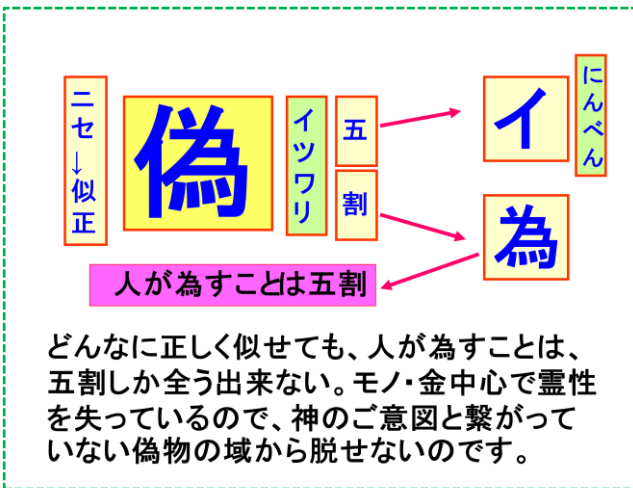 ニセ→似正
偽
イツワリ
五
割
イ
にんべん
為
人が為すことは五割
どんなに正しく似せても、人が為すことは、
五割しか全う出来ない。モノ・金中心で霊性
を失っているので、神のご意図と繋がって
いない偽物の域から脱せないのです。